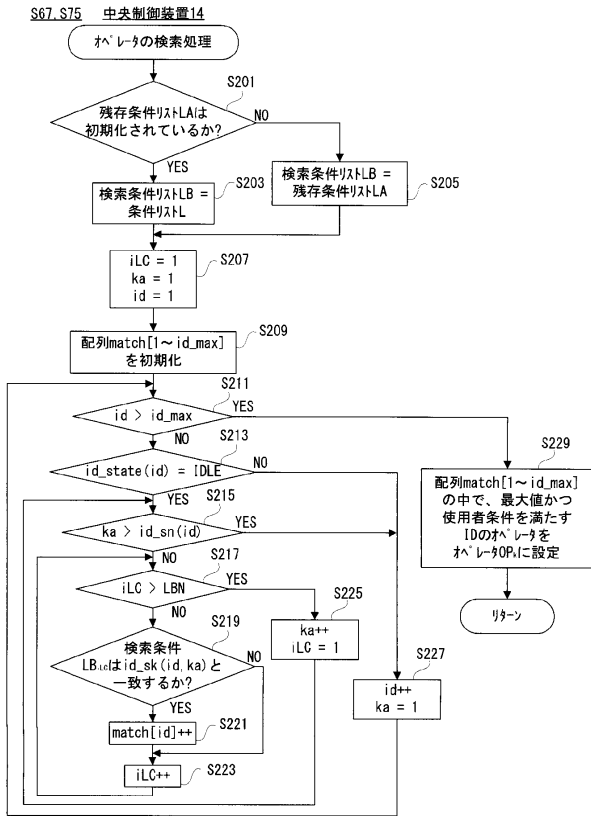 S67,S75 中央制御装置14
オペレータの検索処理
S201
残存条件リストLAは
初期化されているか?
NO
YES
S203
検索条件リストLB =
条件リストL
検索条件リストLB =
残存条件リストLA
S205
iLC = 1
ka = 1
id = 1
S207
配列match[1～id_max]
を初期化
S209
S211
id > id_max
YES
NO
S213
id_state(id) = IDLE
NO
YES
S215
ka > id_sn(id)
YES
NO
S217
iLC > LBN
YES
NO
S219
検索条件
LBiLCはid_sk(id,ka)と
一致するか?
NO
YES
match[id]++
S221
iLC++
S223
S225
ka++
iLC = 1
S227
id++
ka = 1
S229
配列match[1～id_max]
の中で、最大値かつ
使用者条件を満たす
IDのオペレータを
オペレータOPkに設定
リターン